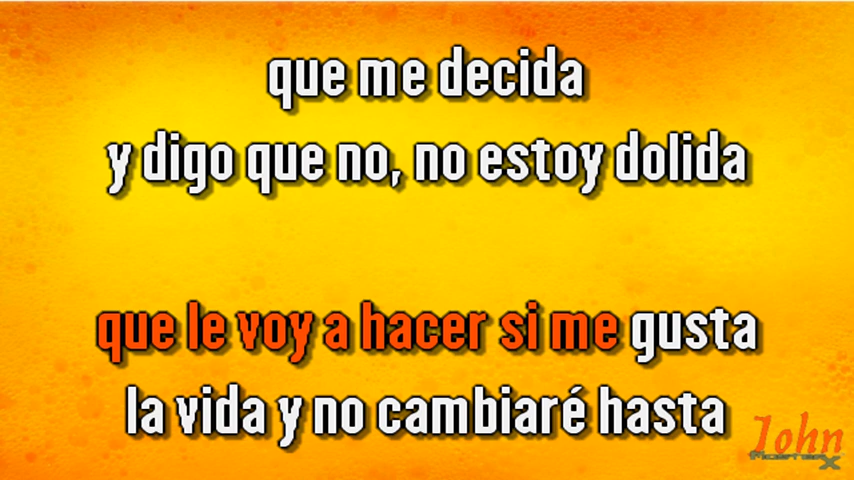 que me decida
y digo que no, no estoy dolida
que le voy a hacer si me gusta
la vida y no cambiaré hasta
John